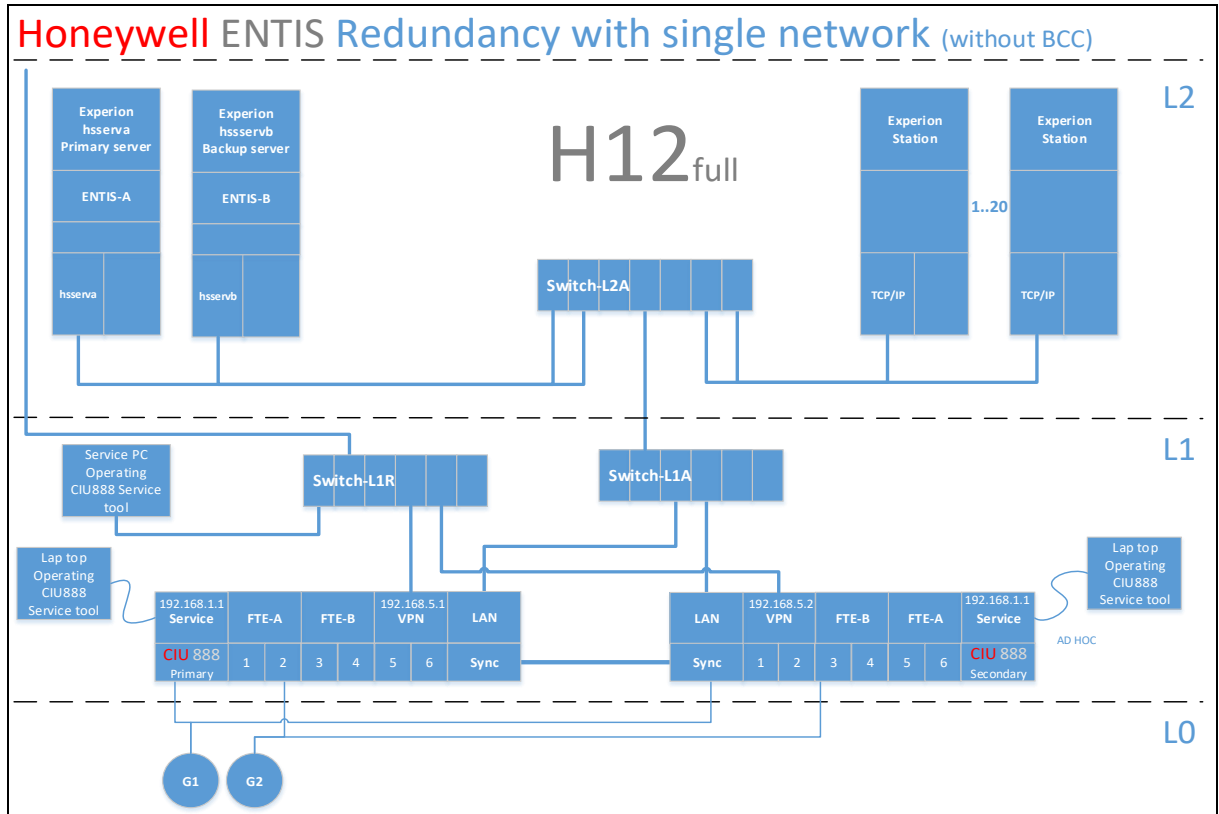 Honeywell ENTIS Redundancy with single network (without BCC)
L2
Experion
hsserva
Primary server
ENTIS-A
hsserva
Experion
hssservb
Backup server
ENTIS-B
hsservb
H12full
Switch-L2A
Experion
Station
TCP/IP
1..20
Experion
Station
TCP/IP
L1
Service PC
Operating
CIU888 Service
tool
Switch-L1R
Switch-L1A
Lap top
Operating
CIU888
Service tool
192.168.1.1
Service
FTE-A
FTE-B
192.168.5.1
VPN
LAN
CIU 888
Primary
1
2
3
4
5
6
Sync
LAN
192.168.5.2
VPN
FTE-B
FTE-A
192.168.1.1
Service
Sync
1
2
3
4
5
6
CIU 888
Secondary
Lap top
Operating
CIU888
Service tool
AD HOC
L0
G1
G2